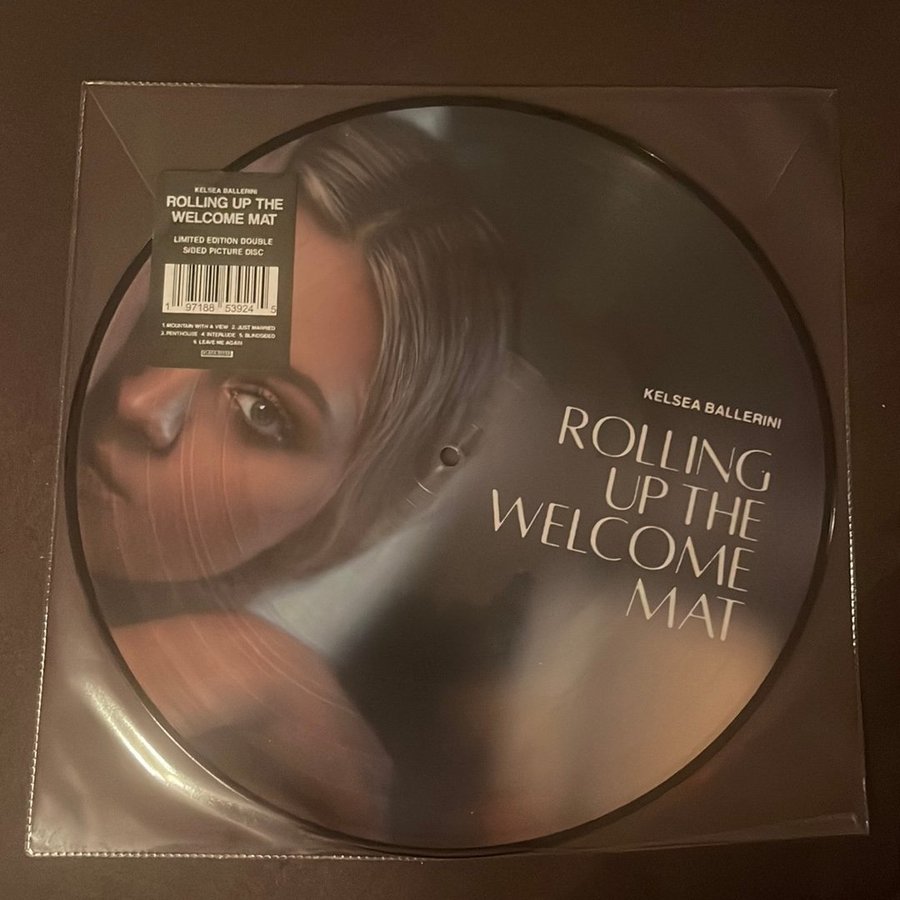 KELSEA BALLERINI
ROLLING UP THE
WELCOME MAT
LIMITED EDITION DOUBLE
SIDED PICTURE DISC
1 97188 53924 5
1. MOUNTAIN WITH A VIEW 2. JUST MARRIED
3. PENTHOUSE 4. INTERLUDE 5. BLINDSIDED
6. LEAVE ME AGAIN
KELSEA BALLERINI
ROLLING
UP THE
WELCOME
MAT